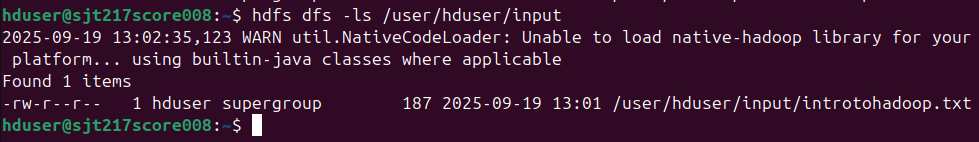 hduser@sjt217score008:~$ hdfs dfs -ls /user/hduser/input
2025-09-19 13:02:35,123 WARN util.NativeCodeLoader: Unable to load native-hadoop library for your
 platform... using builtin-java classes where applicable
Found 1 items
-rw-r--r--   1 hduser supergroup        187 2025-09-19 13:01 /user/hduser/input/introtohadoop.txt
hduser@sjt217score008:~$